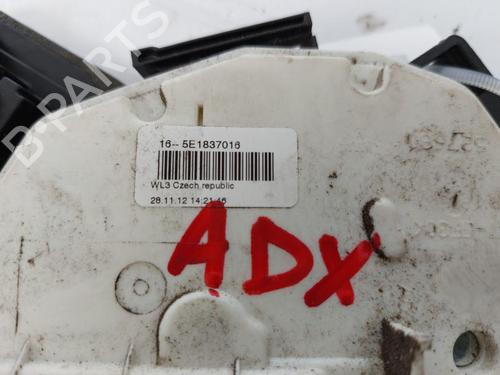 B-PARTS
16-- 5E1837016
WL3 Czech republic
28.11.12 14:21:46
ADX